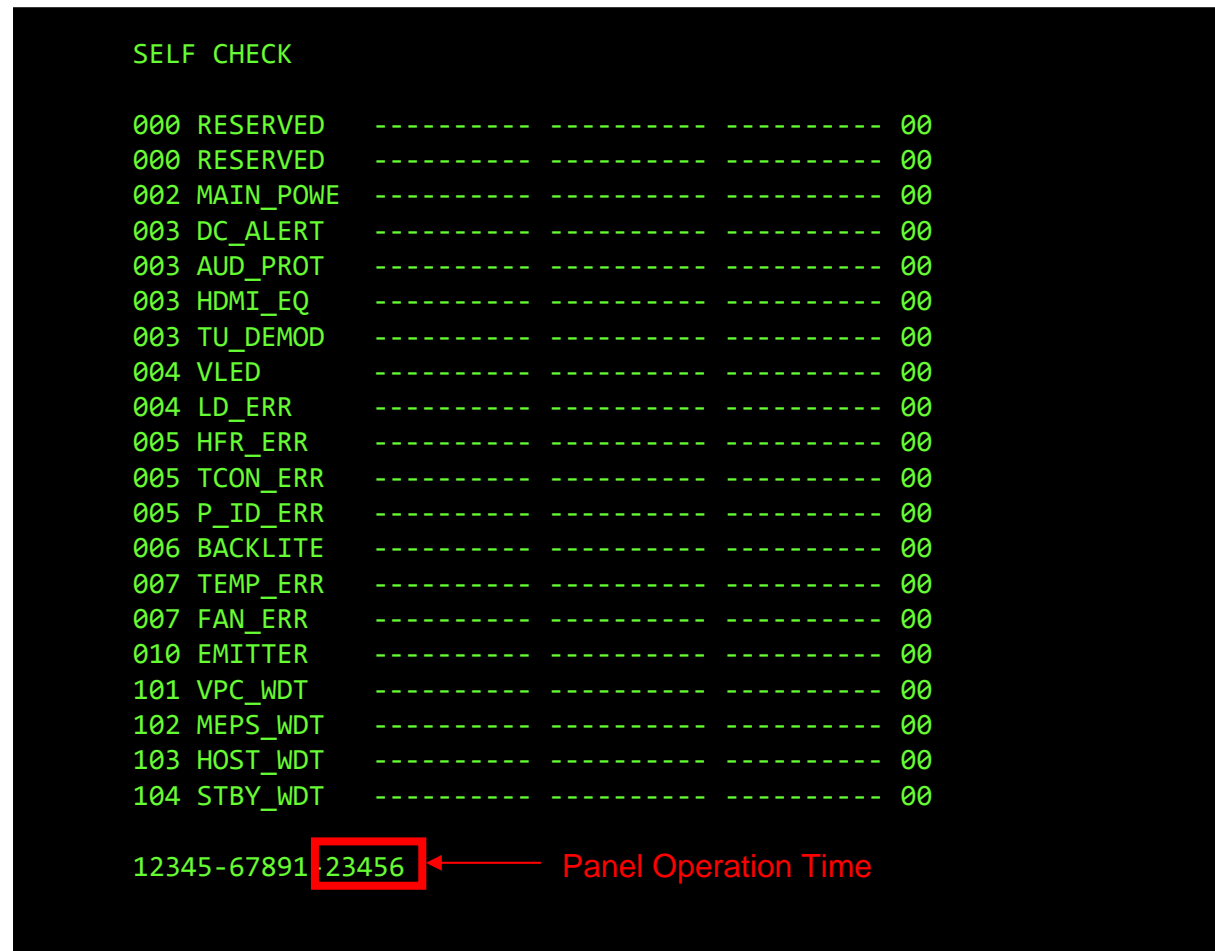 SELF CHECK
000 RESERVED ---------- ---------- ---------- 00
000 RESERVED ---------- ---------- ---------- 00
002 MAIN_POWE ---------- ---------- ---------- 00
003 DC_ALERT ---------- ---------- ---------- 00
003 AUD_PROT ---------- ---------- ---------- 00
003 HDMI_EQ ---------- ---------- ---------- 00
003 TU_DEMOD ---------- ---------- ---------- 00
004 VLED ---------- ---------- ---------- 00
004 LD_ERR ---------- ---------- ---------- 00
005 HFR_ERR ---------- ---------- ---------- 00
005 TCON_ERR ---------- ---------- ---------- 00
005 P_ID_ERR ---------- ---------- ---------- 00
006 BACKLITE ---------- ---------- ---------- 00
007 TEMP_ERR ---------- ---------- ---------- 00
007 FAN_ERR ---------- ---------- ---------- 00
010 EMITTER ---------- ---------- ---------- 00
101 VPC_WDT ---------- ---------- ---------- 00
102 MEPS_WDT ---------- ---------- ---------- 00
103 HOST_WDT ---------- ---------- ---------- 00
104 STBY_WDT ---------- ---------- ---------- 00
12345-67891-23456 Panel Operation Time